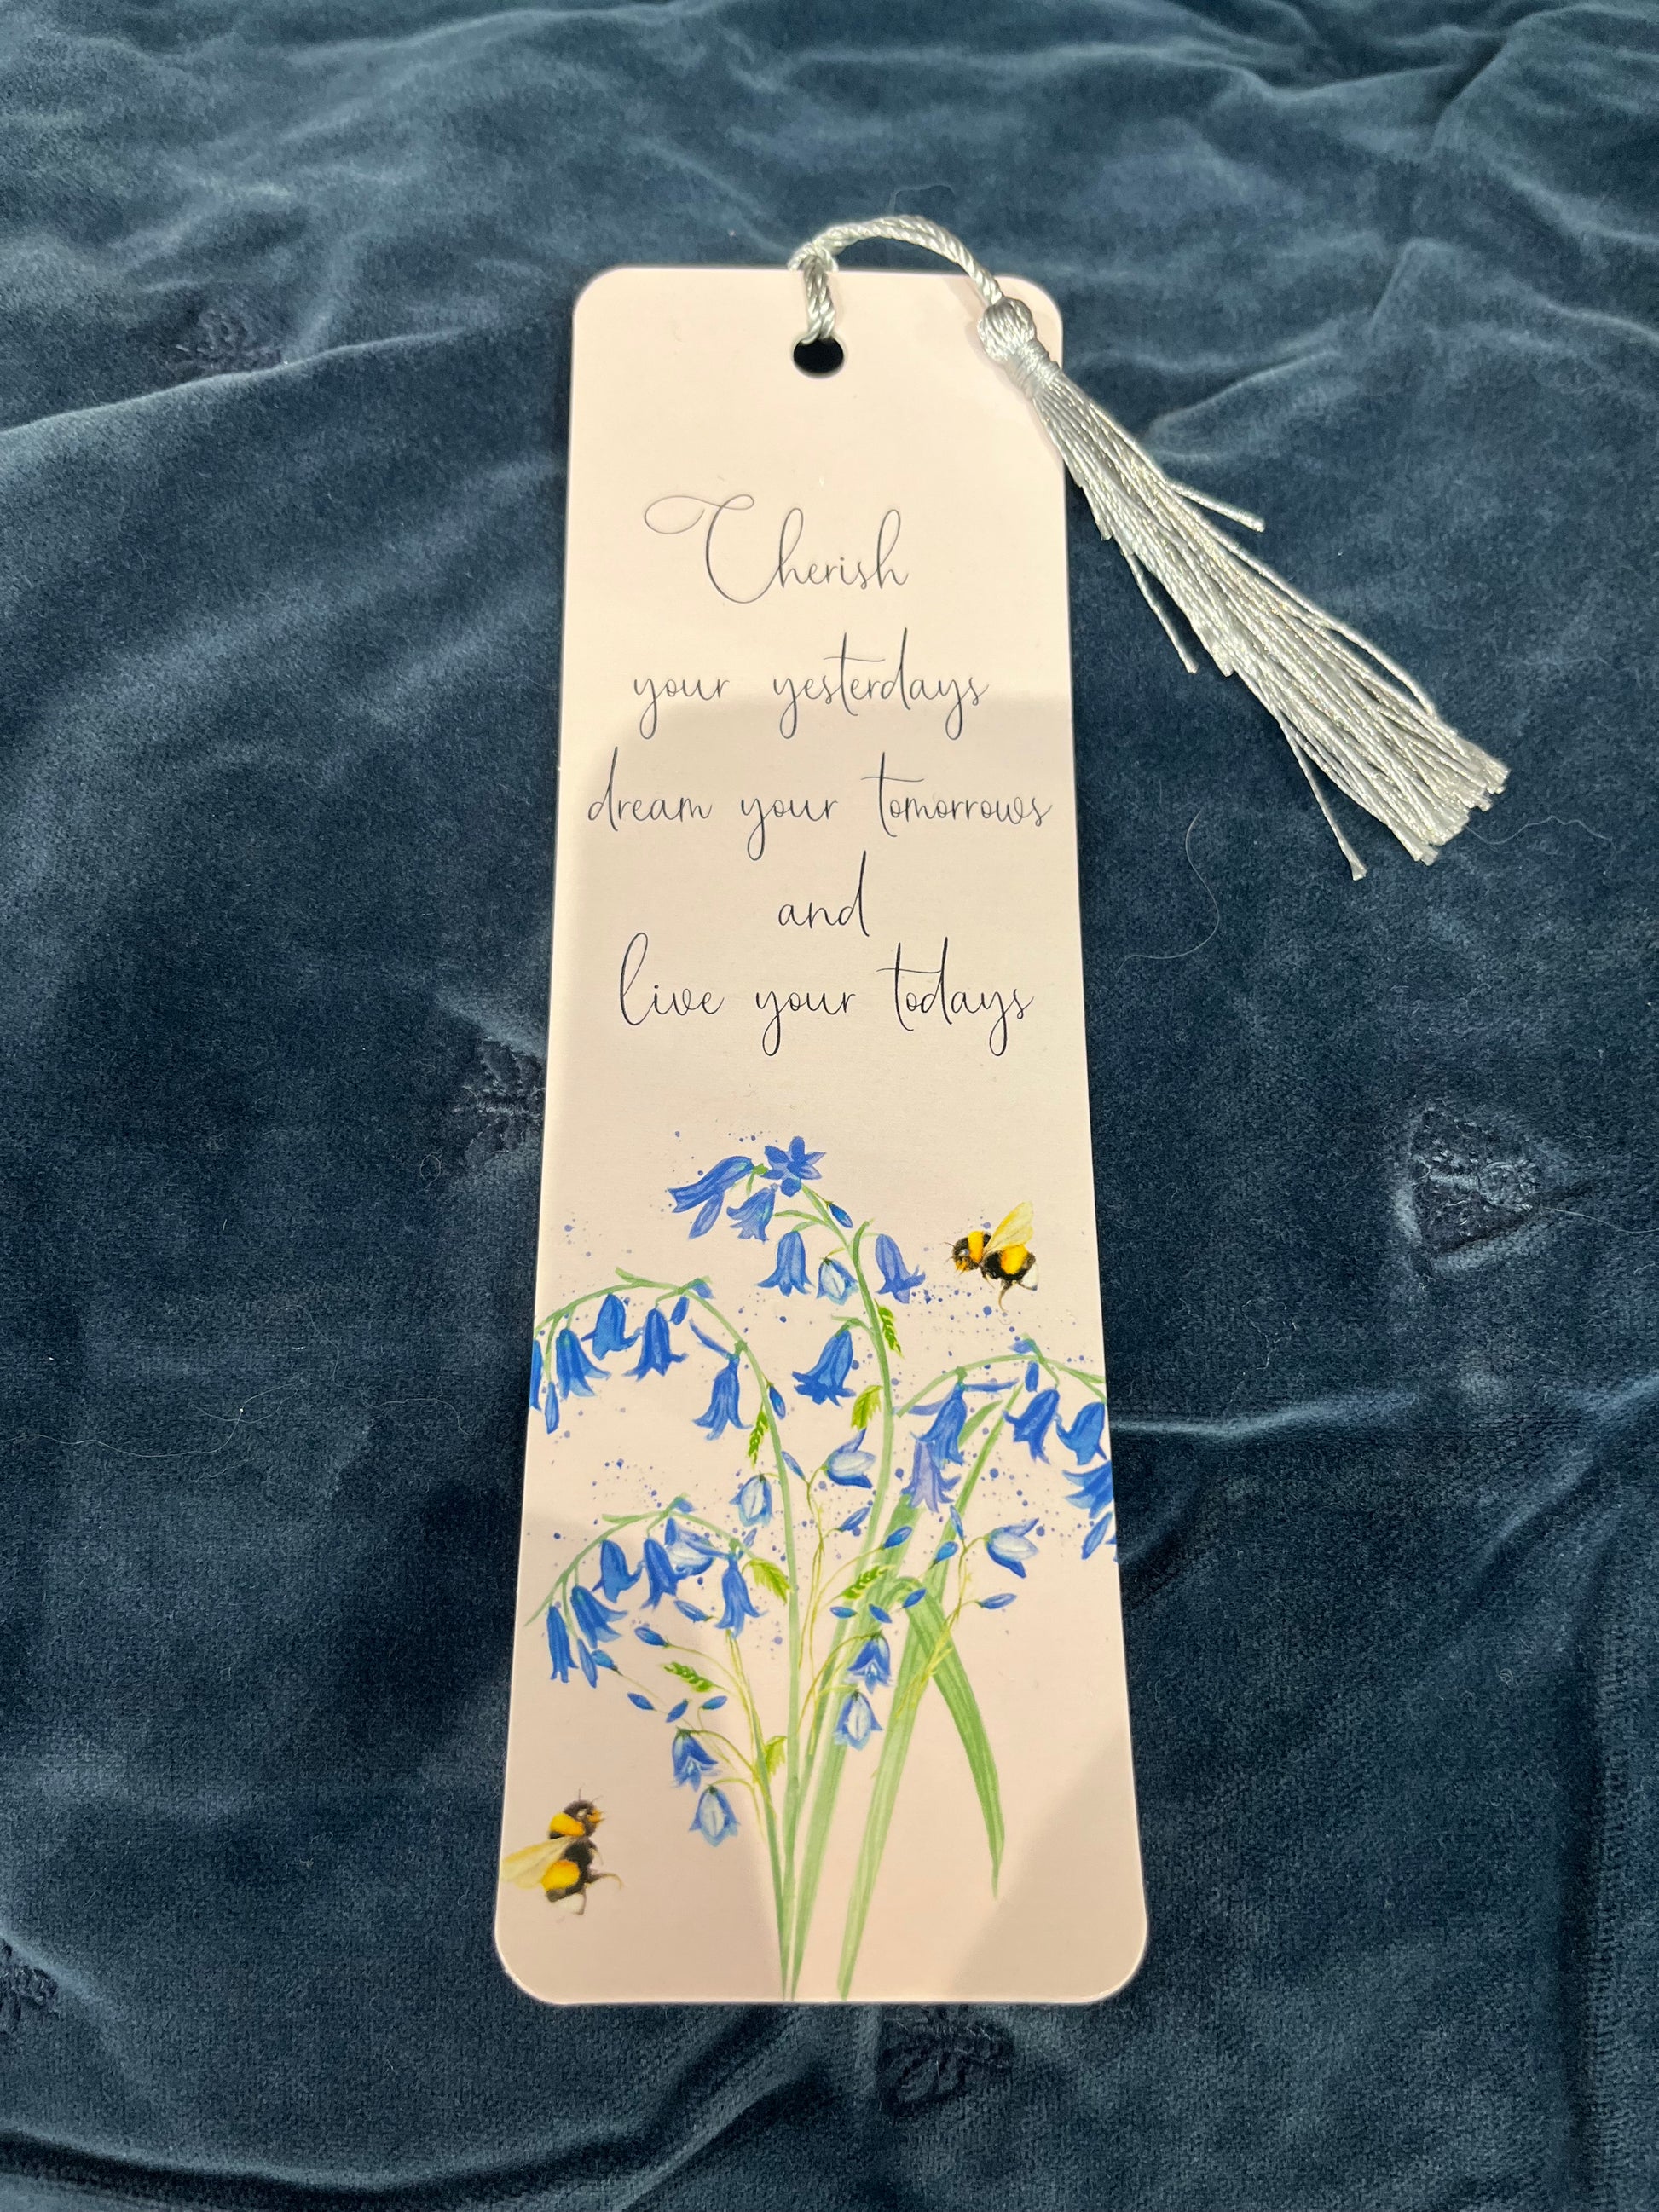 Cherish
your yesterdays
dream your tomorrows
and
live your todays